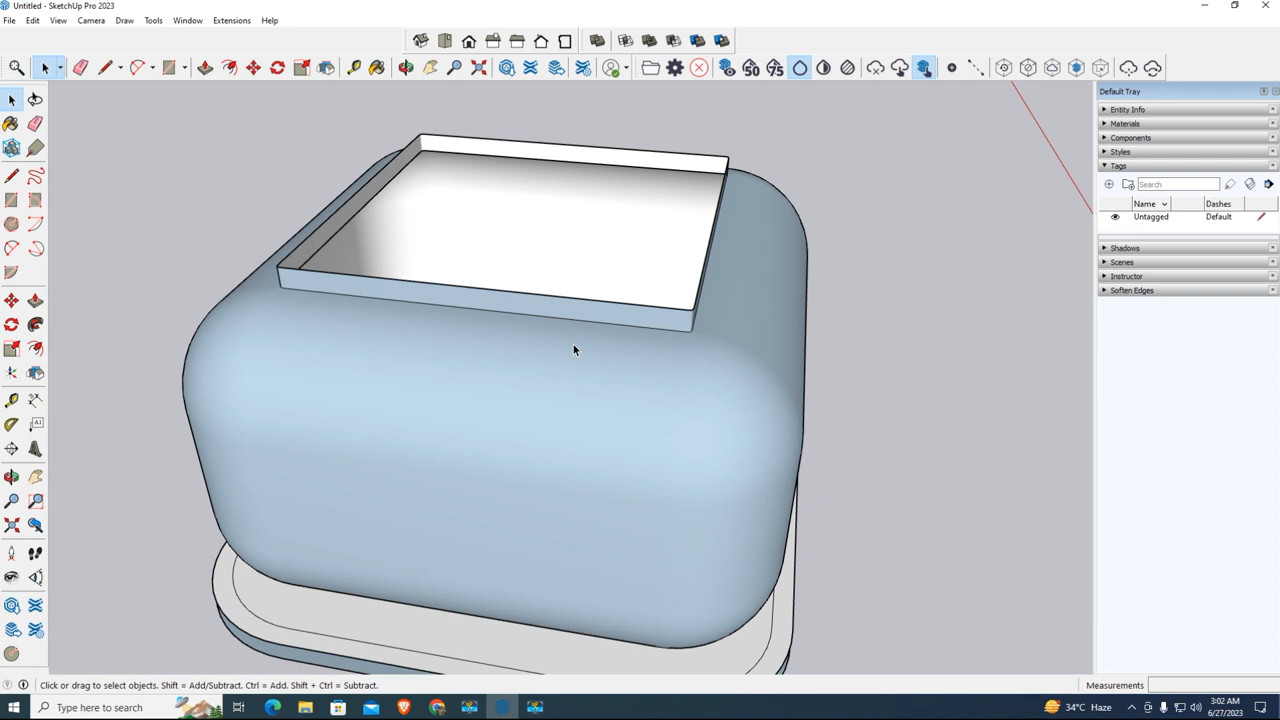 Untitled - SketchUp Pro 2023
File Edit View Camera Draw Tools Window Extensions Help
50 75
Default Tray
Entity Info
Materials
Components
Styles
Tags
Search
Name Dashes
Untagged Default
Shadows
Scenes
Instructor
Soften Edges
Click or drag to select objects. Shift = Add/Subtract. Ctrl = Add. Shift + Ctrl = Subtract.
Measurements
Type here to search
34°C Haze
3:02 AM
6/27/2023